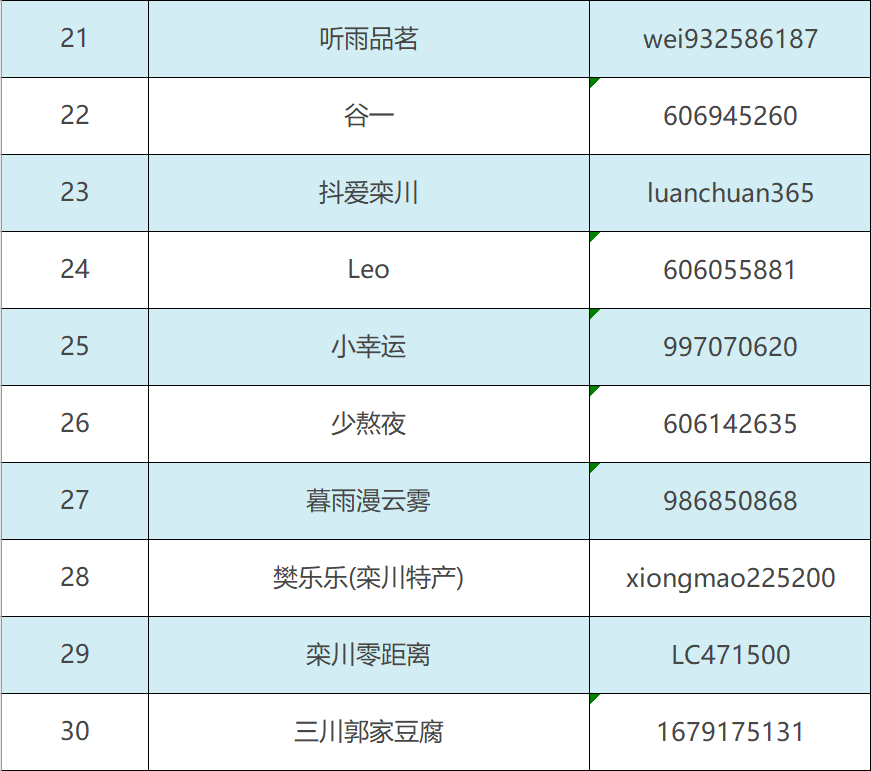 21 听雨品茗 wei932586187
22 谷一 606945260
23 抖爱栾川 luanchuan365
24 Leo 606055881
25 小幸运 997070620
26 少熬夜 606142635
27 暮雨漫云雾 986850868
28 樊乐乐(栾川特产) xiongmao225200
29 栾川零距离 LC471500
30 三川郭家豆腐 1679175131